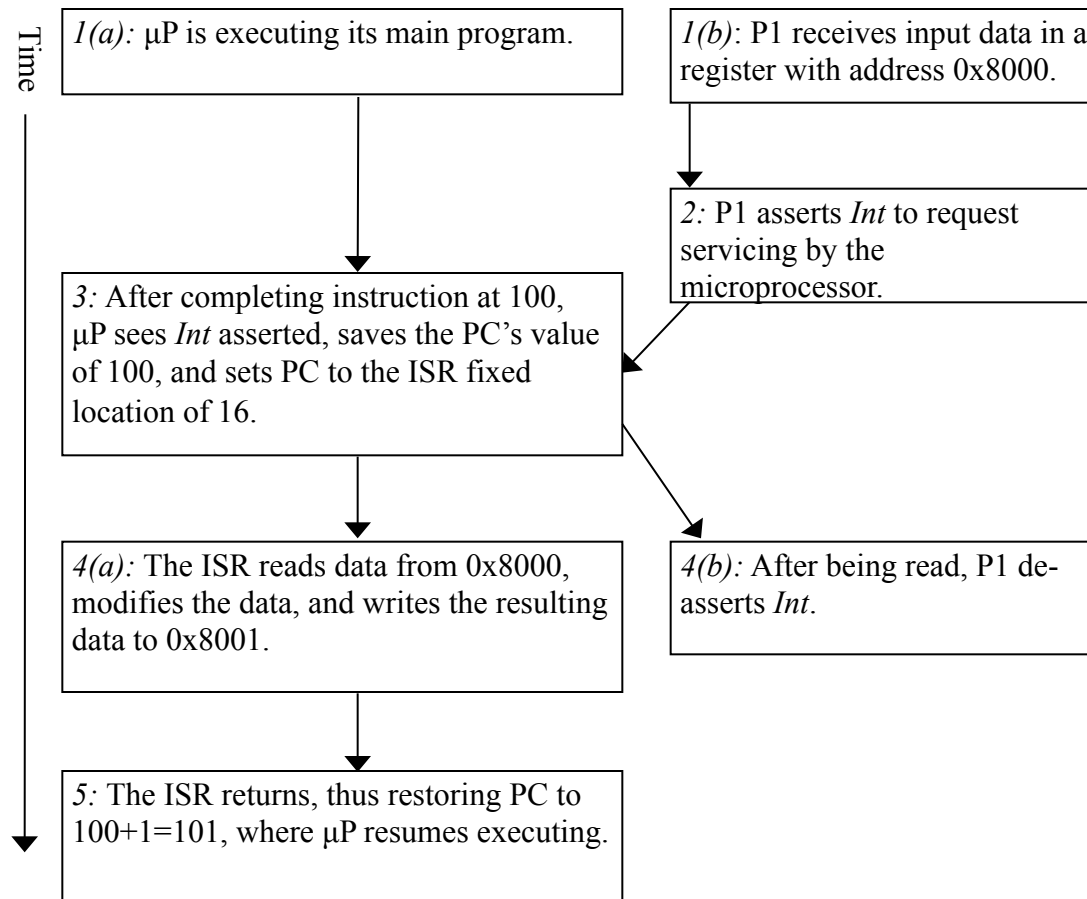 Time
1(a): μP is executing its main program.
1(b): P1 receives input data in a
register with address 0x8000.
2: P1 asserts Int to request
servicing by the
microprocessor.
3: After completing instruction at 100,
μP sees Int asserted, saves the PC’s value
of 100, and sets PC to the ISR fixed
location of 16.
4(a): The ISR reads data from 0x8000,
modifies the data, and writes the resulting
data to 0x8001.
4(b): After being read, P1 de-
asserts Int.
5: The ISR returns, thus restoring PC to
100+1=101, where μP resumes executing.